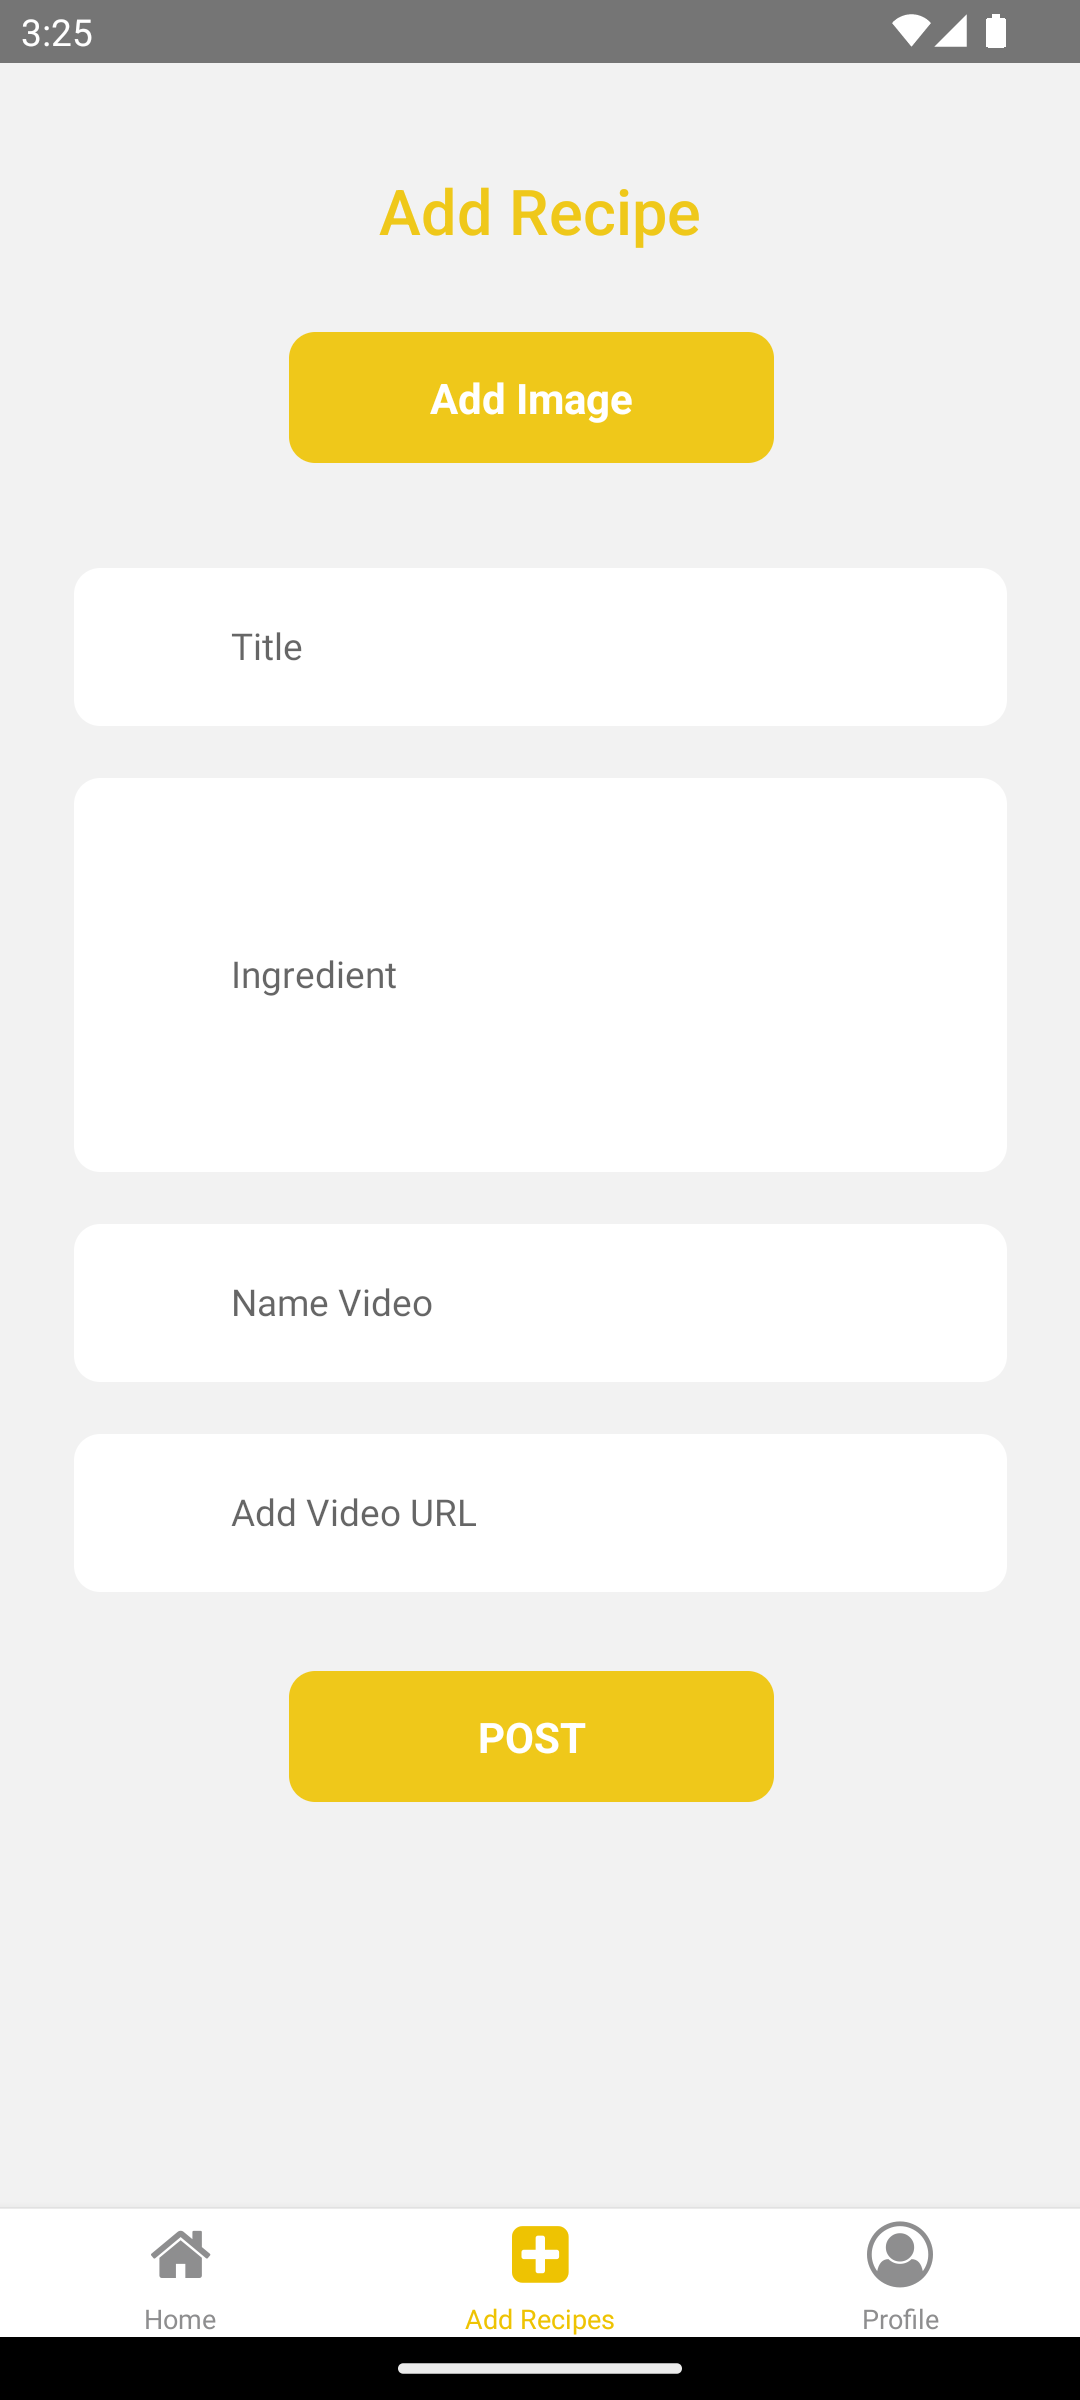 3:25
Add Recipe
Add Image
Title
Ingredient
Name Video
Add Video URL
POST
Home
Add Recipes
Profile